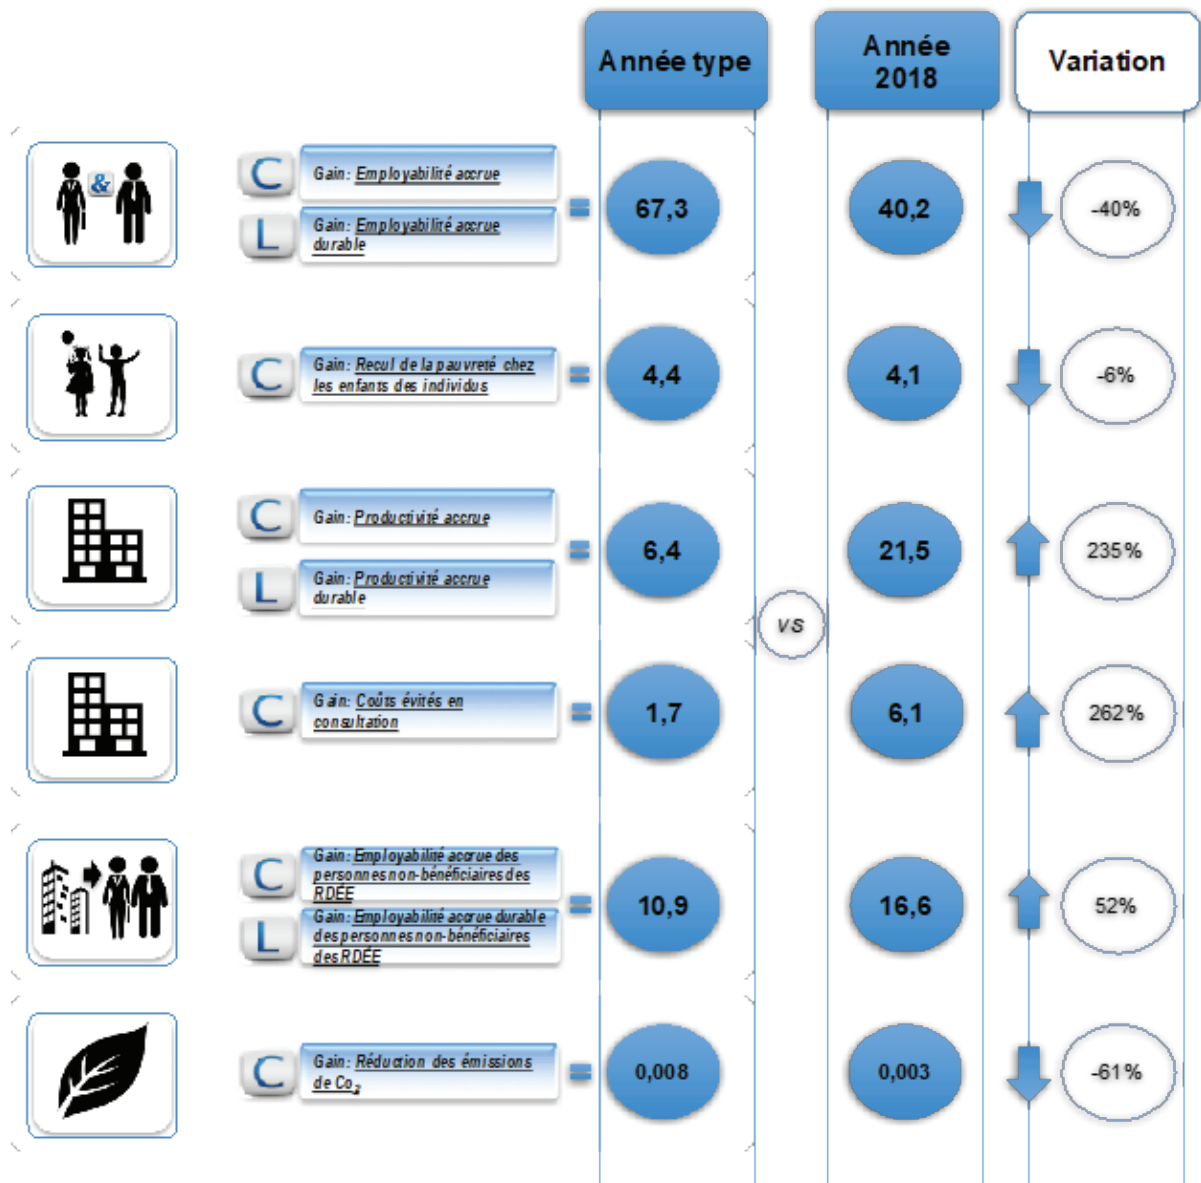 Année type
Année
2018
Variation
&
C
Gain: Employabilité accrue
L
Gain: Employabilité accrue
durable
=
67,3
40,2
-40%
C
Gain: Recul de la pauvreté chez
les enfants des individus
=
4,4
4,1
-6%
C
Gain: Productivité accrue
L
Gain: Productivité accrue
durable
=
6,4
21,5
235%
vs
C
Gain: Coûts évités en
consultation
=
1,7
6,1
262%
C
Gain: Employabilité accrue des
personnes non-bénéficiaires des
RDÉE
L
Gain: Employabilité accrue durable
des personnes non-bénéficiaires
des RDÉE
=
10,9
16,6
52%
C
Gain: Réduction des émissions
de Co₂
=
0,008
0,003
-61%